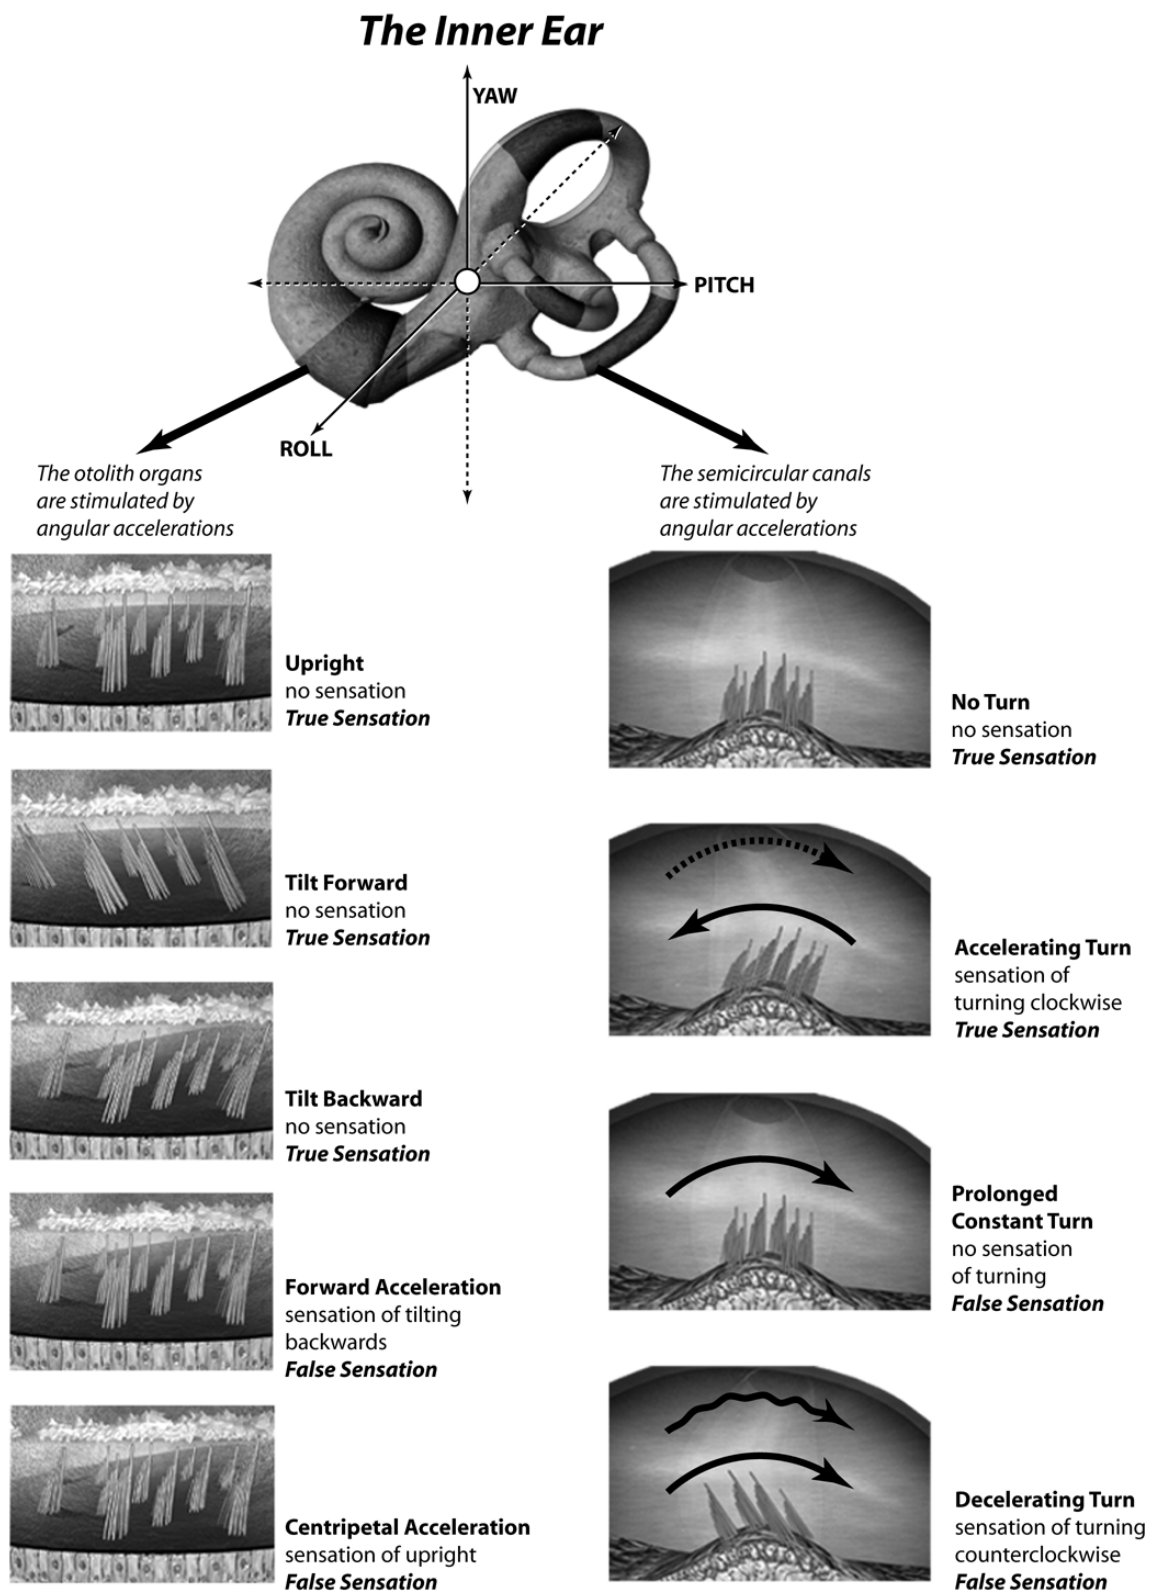 The Inner Ear
YAW
PITCH
ROLL
The otolith organs
are stimulated by
angular accelerations
Upright
no sensation
True Sensation
Tilt Forward
no sensation
True Sensation
Tilt Backward
no sensation
True Sensation
Forward Acceleration
sensation of tilting
backwards
False Sensation
Centripetal Acceleration
sensation of upright
False Sensation
The semicircular canals
are stimulated by
angular accelerations
No Turn
no sensation
True Sensation
Accelerating Turn
sensation of
turning clockwise
True Sensation
Prolonged
Constant Turn
no sensation
of turning
False Sensation
Decelerating Turn
sensation of turning
counterclockwise
False Sensation